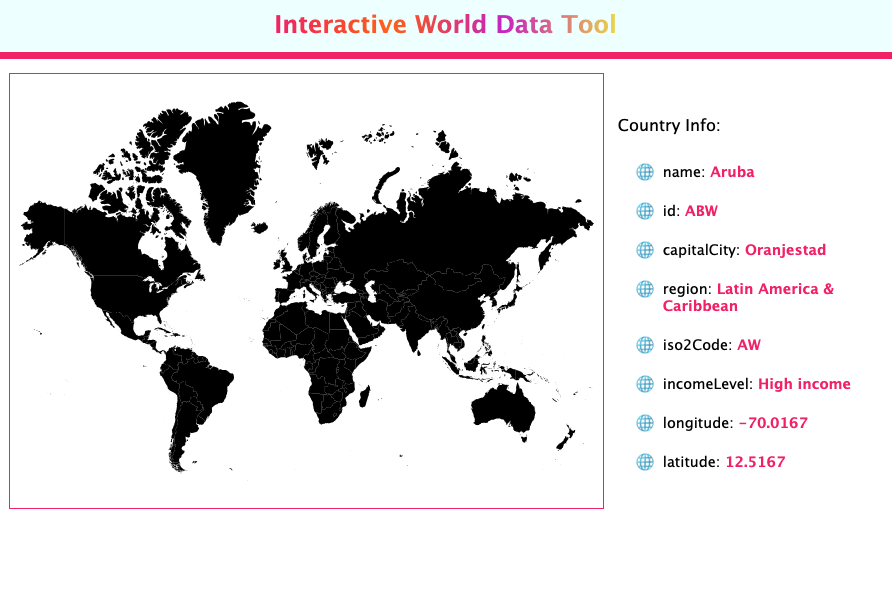 Interactive World Data Tool
Country Info:
name: Aruba
id: ABW
capitalCity: Oranjestad
region: Latin America &
Caribbean
iso2Code: AW
incomeLevel: High income
longitude: -70.0167
latitude: 12.5167